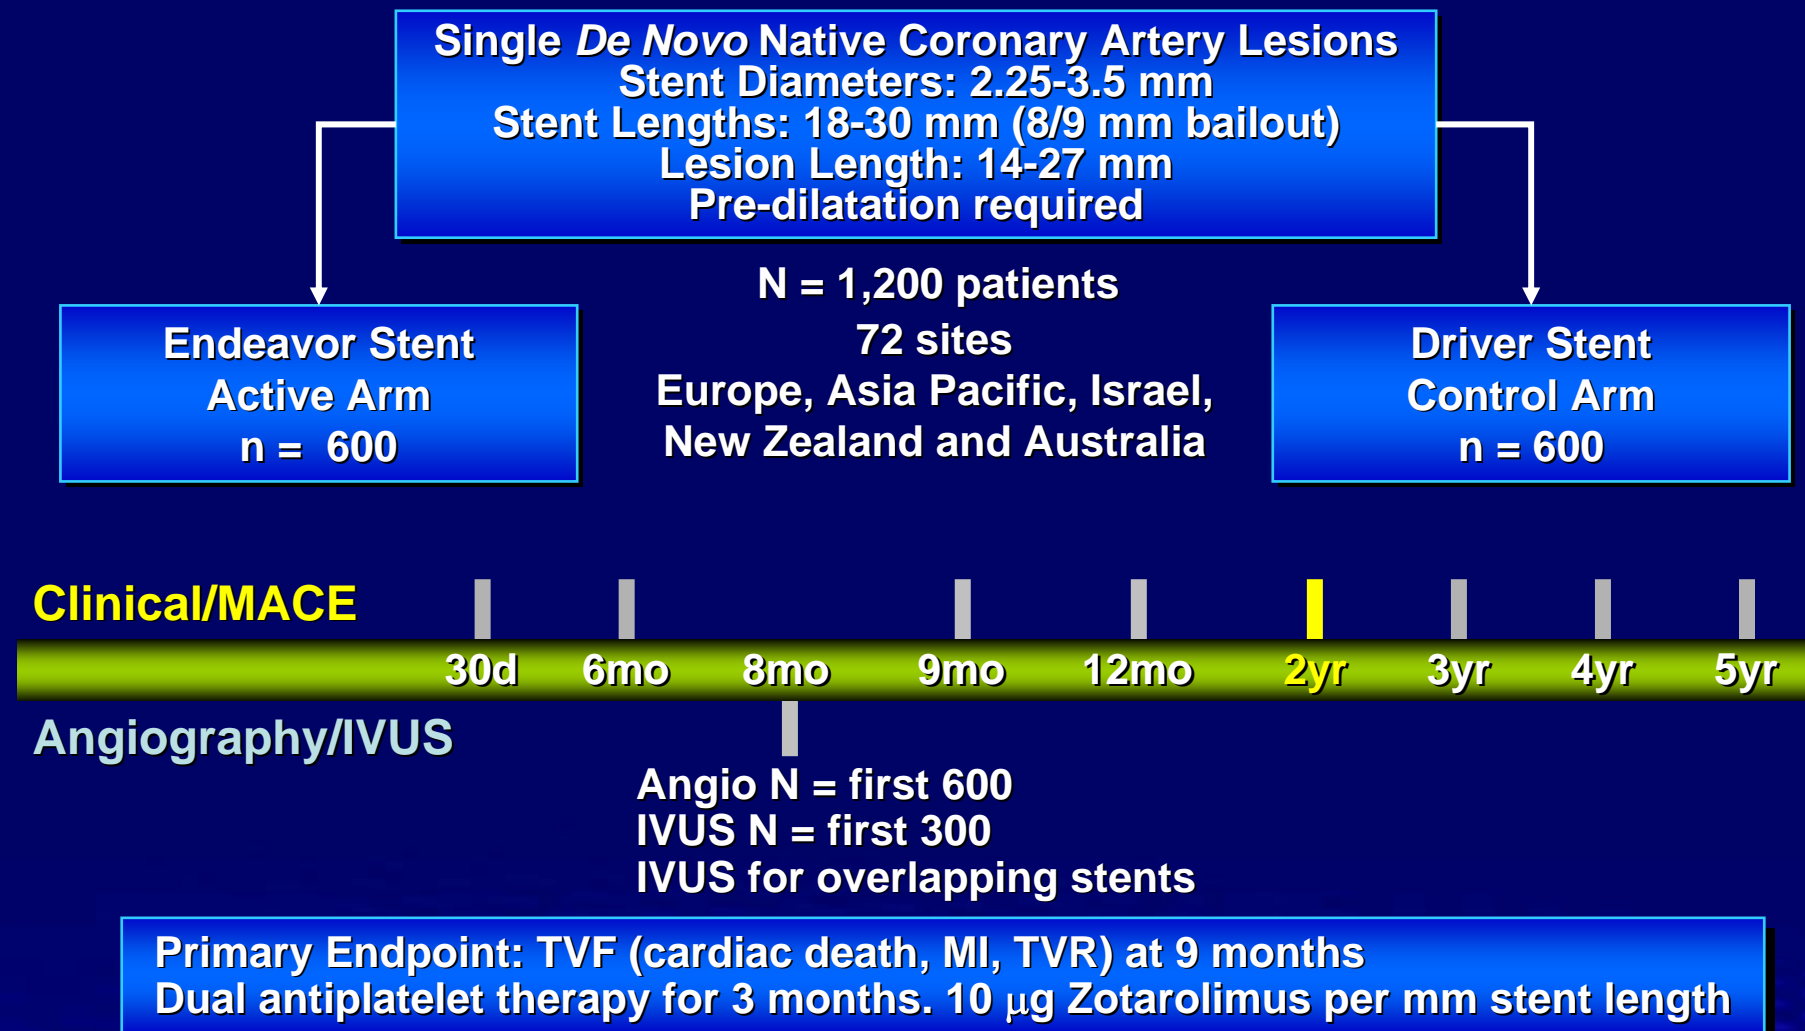 Single De Novo Native Coronary Artery Lesions
Stent Diameters: 2.25-3.5 mm
Stent Lengths: 18-30 mm (8/9 mm bailout)
Lesion Length: 14-27 mm
Pre-dilatation required
N = 1,200 patients
72 sites
Europe, Asia Pacific, Israel,
New Zealand and Australia
Endeavor Stent
Active Arm
n = 600
Driver Stent
Control Arm
n = 600
Clinical/MACE
30d 6mo 8mo 9mo 12mo 2yr 3yr 4yr 5yr
Angiography/IVUS
Angio N = first 600
IVUS N = first 300
IVUS for overlapping stents
Primary Endpoint: TVF (cardiac death, MI, TVR) at 9 months
Dual antiplatelet therapy for 3 months. 10 μg Zotarolimus per mm stent length